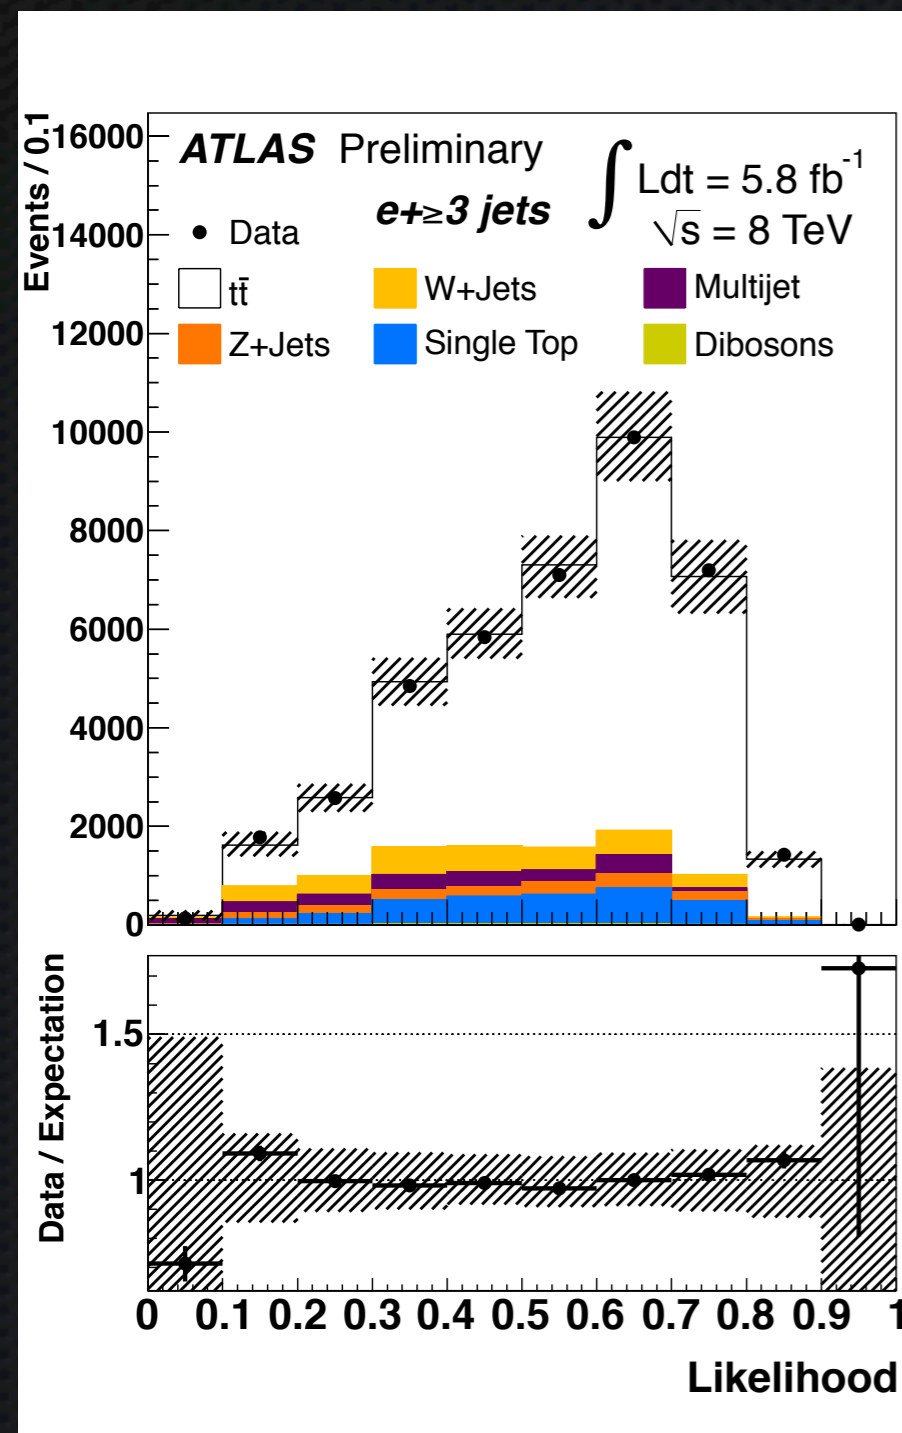 Events / 0.1
16000
14000
12000
10000
8000
6000
4000
2000
0
ATLAS Preliminary
∫ Ldt = 5.8 fb⁻¹
e+≥3 jets
√s = 8 TeV
Data
tt̄
W+Jets
Multijet
Z+Jets
Single Top
Dibosons
Data / Expectation
1.5
1
0 0.1 0.2 0.3 0.4 0.5 0.6 0.7 0.8 0.9 1
Likelihood